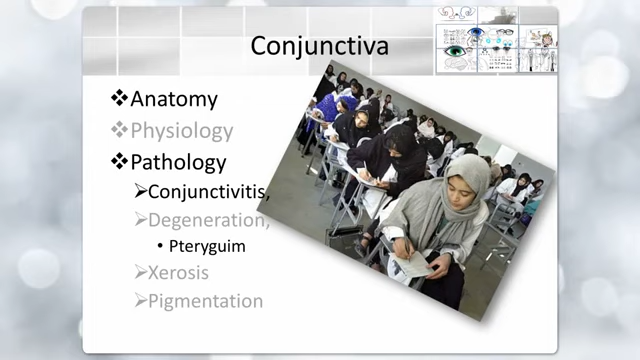 Conjunctiva
Anatomy
Physiology
Pathology
Conjunctivitis,
Degeneration,
Pteryguim
Xerosis
Pigmentation